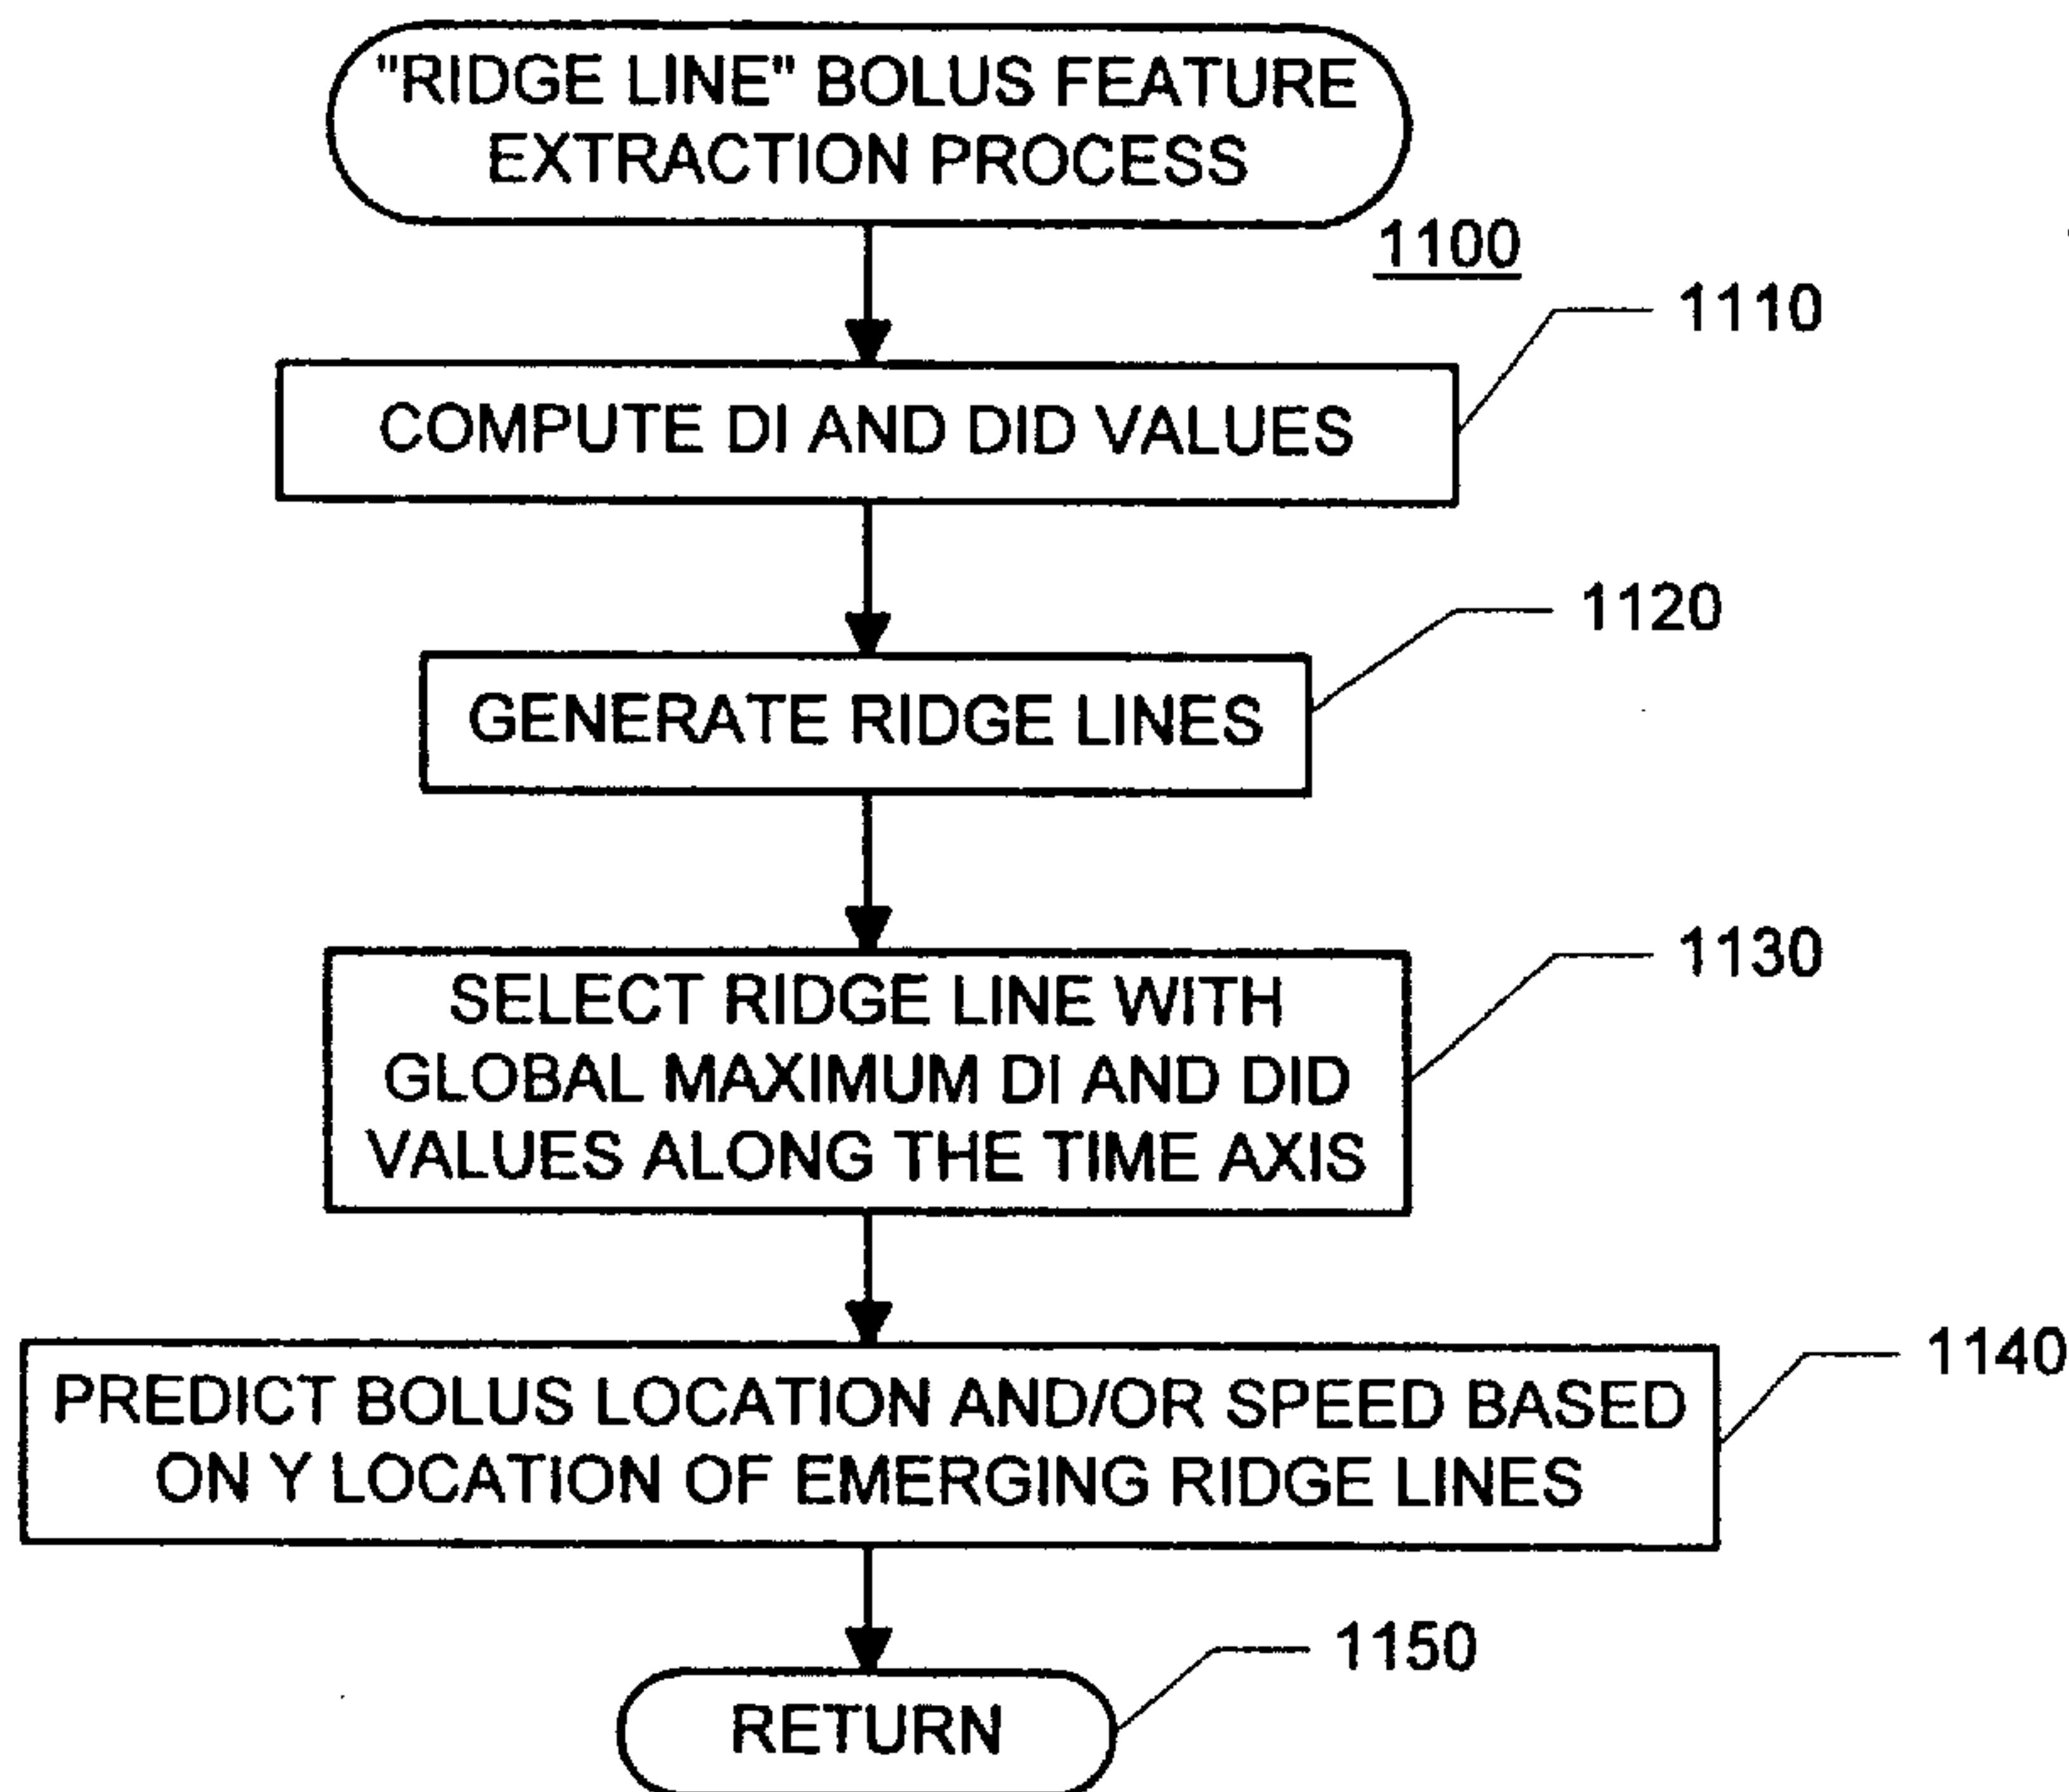 "RIDGE LINE" BOLUS FEATURE
EXTRACTION PROCESS
1100
1110
COMPUTE DI AND DID VALUES
1120
GENERATE RIDGE LINES
1130
SELECT RIDGE LINE WITH
GLOBAL MAXIMUM DI AND DID
VALUES ALONG THE TIME AXIS
1140
PREDICT BOLUS LOCATION AND/OR SPEED BASED
ON Y LOCATION OF EMERGING RIDGE LINES
1150
RETURN